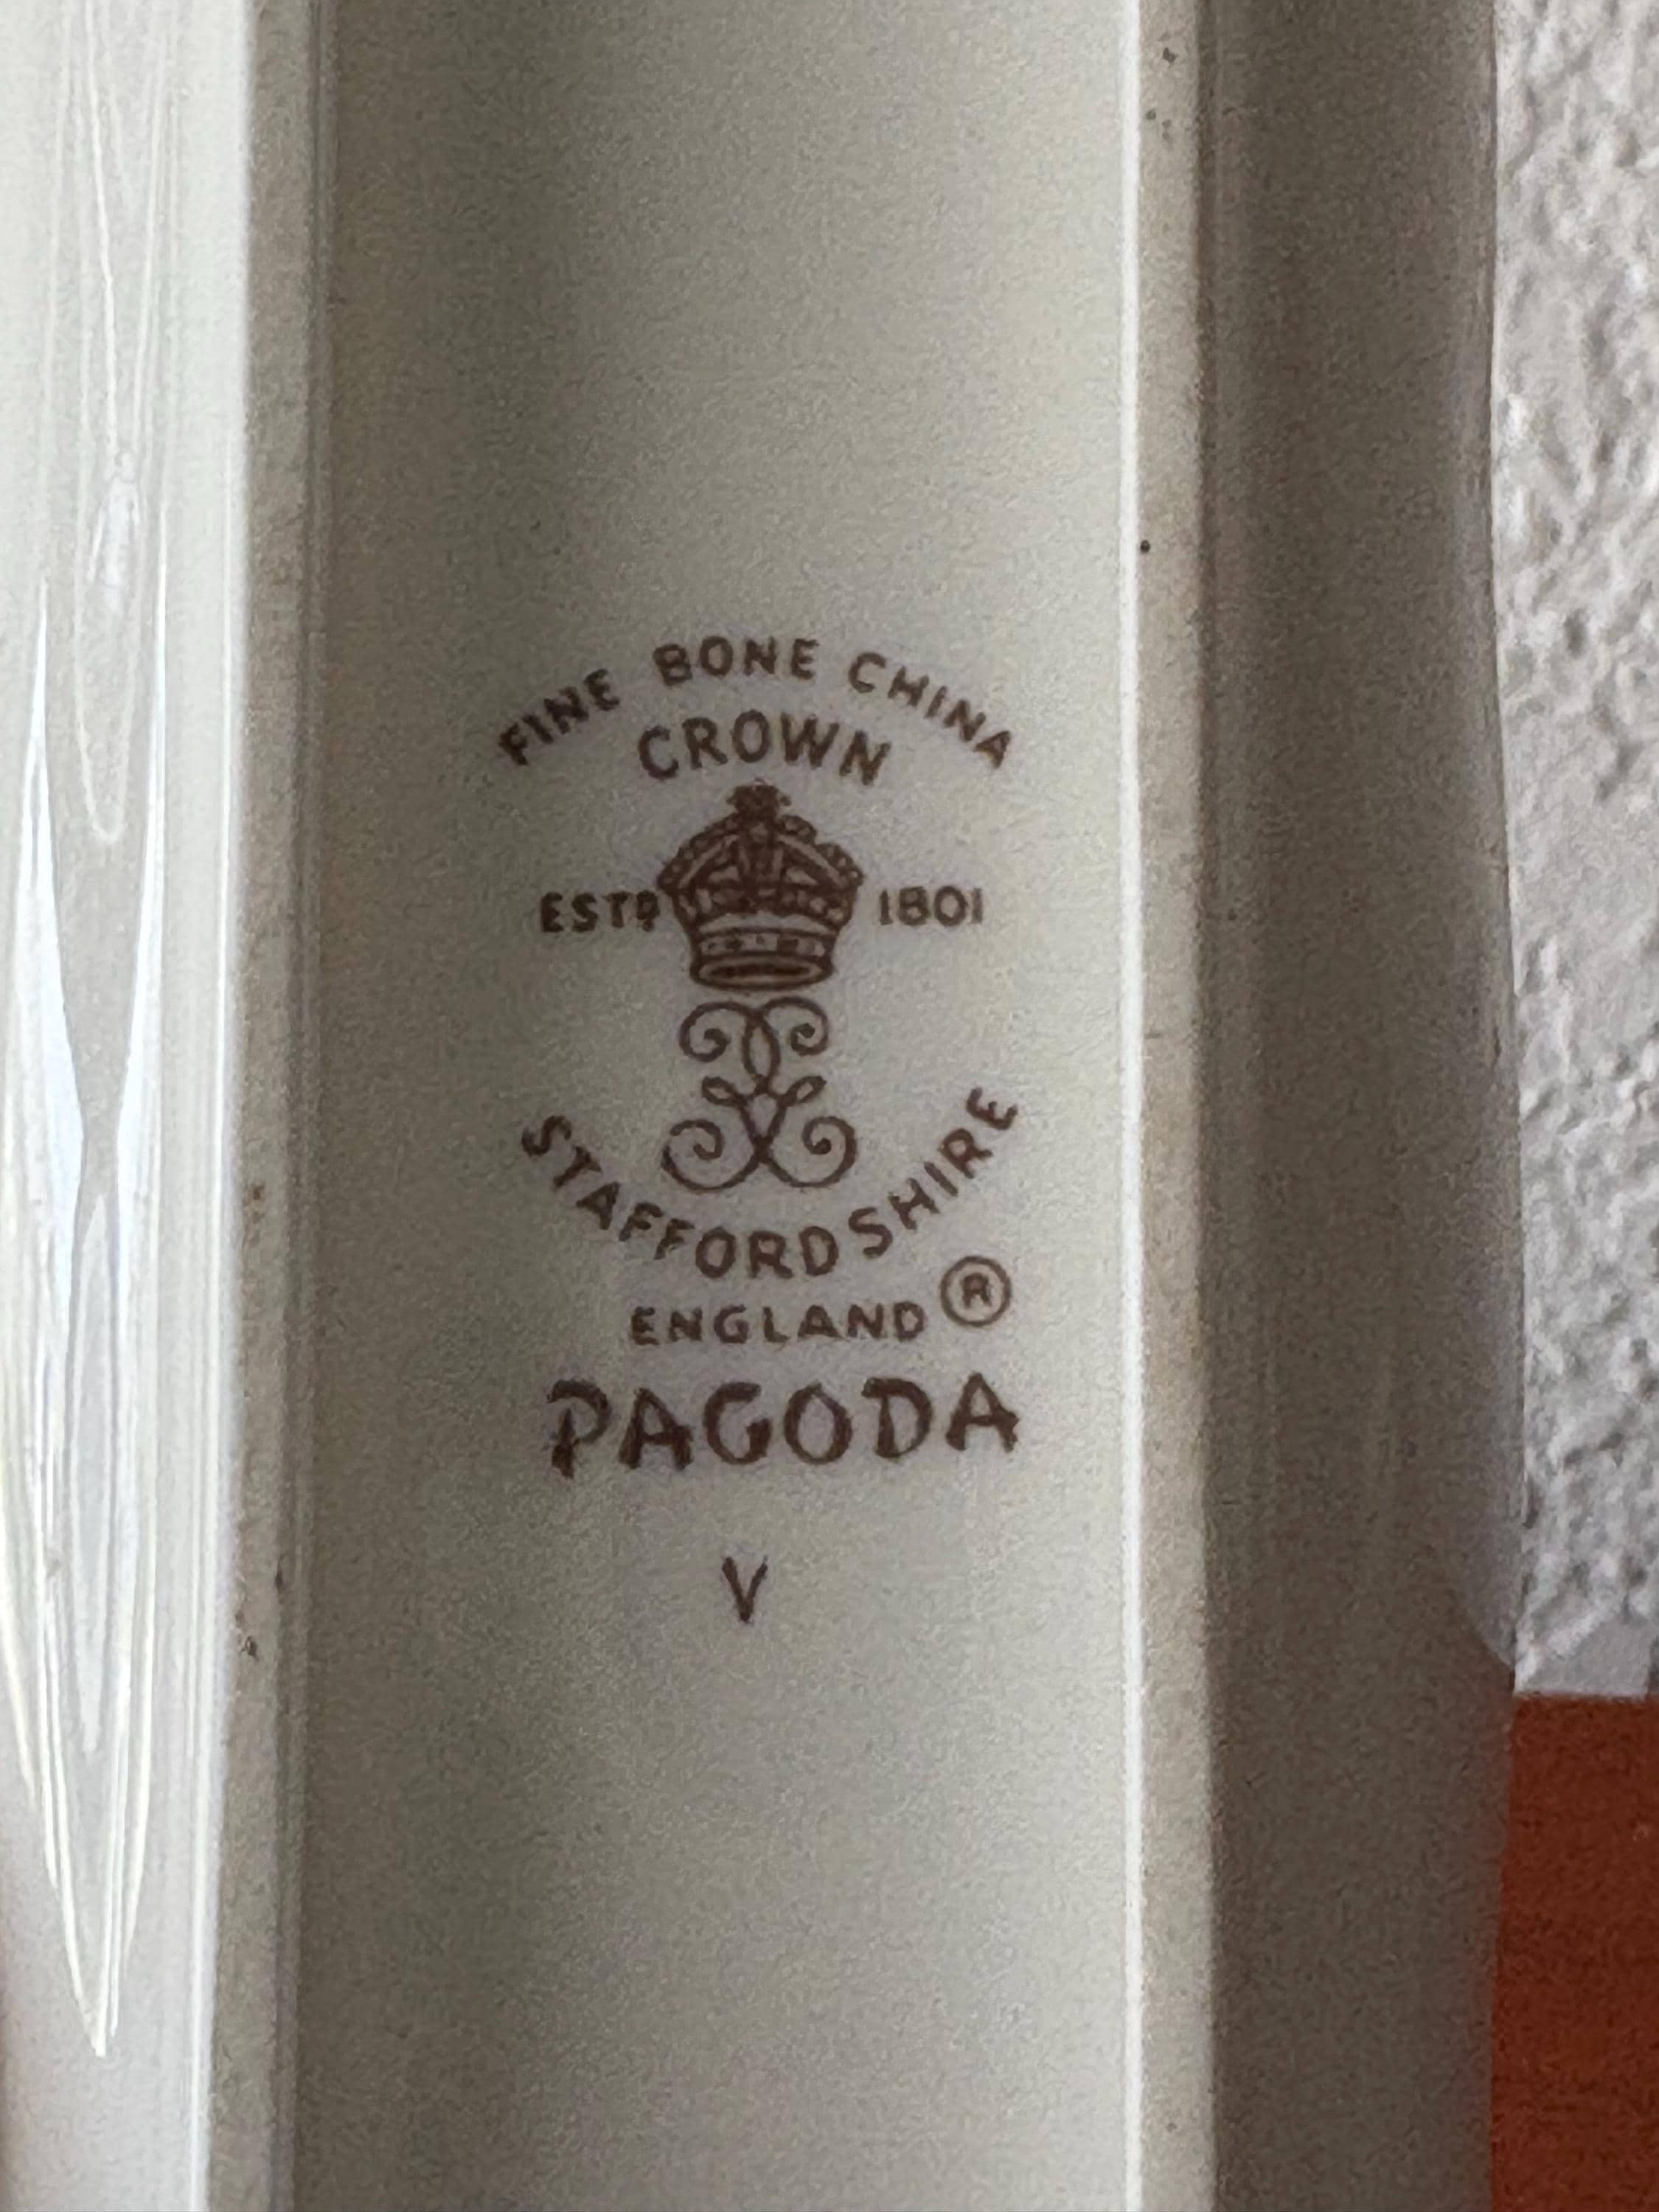 FINE BONE CHINA
CROWN
ESTD 1801
STAFFORDSHIRE
ENGLAND ®
PAGODA
V